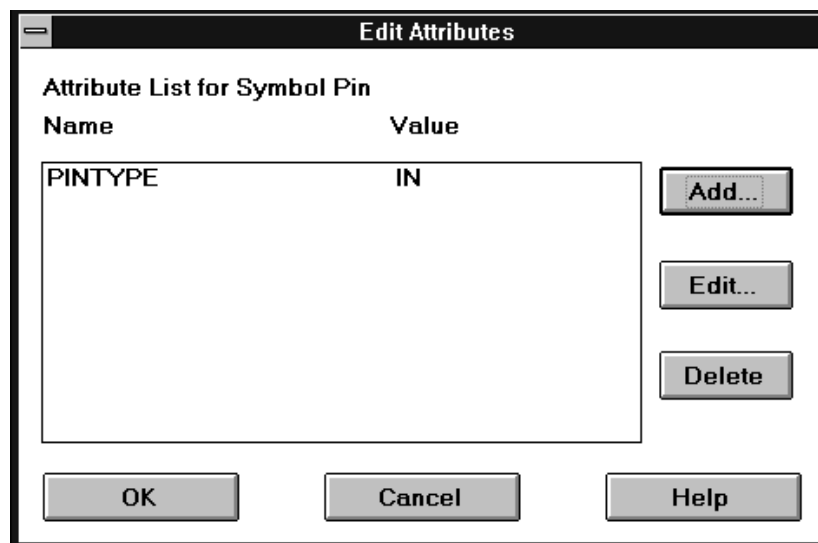 Edit Attributes
Attribute List for Symbol Pin
Name Value
PINTYPE IN
Add...
Edit...
Delete
OK Cancel Help